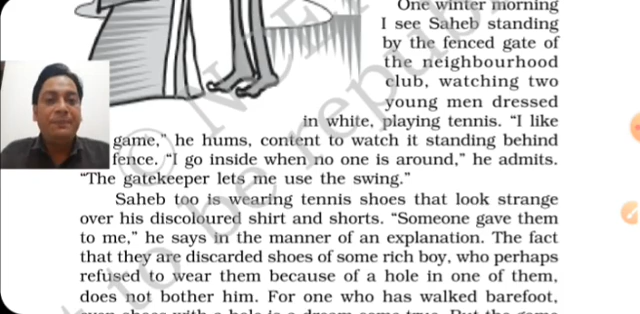 One winter morning
I see Saheb standing
by the fenced gate of
the neighbourhood
club, watching two
young men dressed
in white, playing tennis. “I like
game,” he hums, content to watch it standing behind
fence. “I go inside when no one is around,” he admits.
“The gatekeeper lets me use the swing.”
Saheb too is wearing tennis shoes that look strange
over his discoloured shirt and shorts. “Someone gave them
to me,” he says in the manner of an explanation. The fact
that they are discarded shoes of some rich boy, who perhaps
refused to wear them because of a hole in one of them,
does not bother him. For one who has walked barefoot,